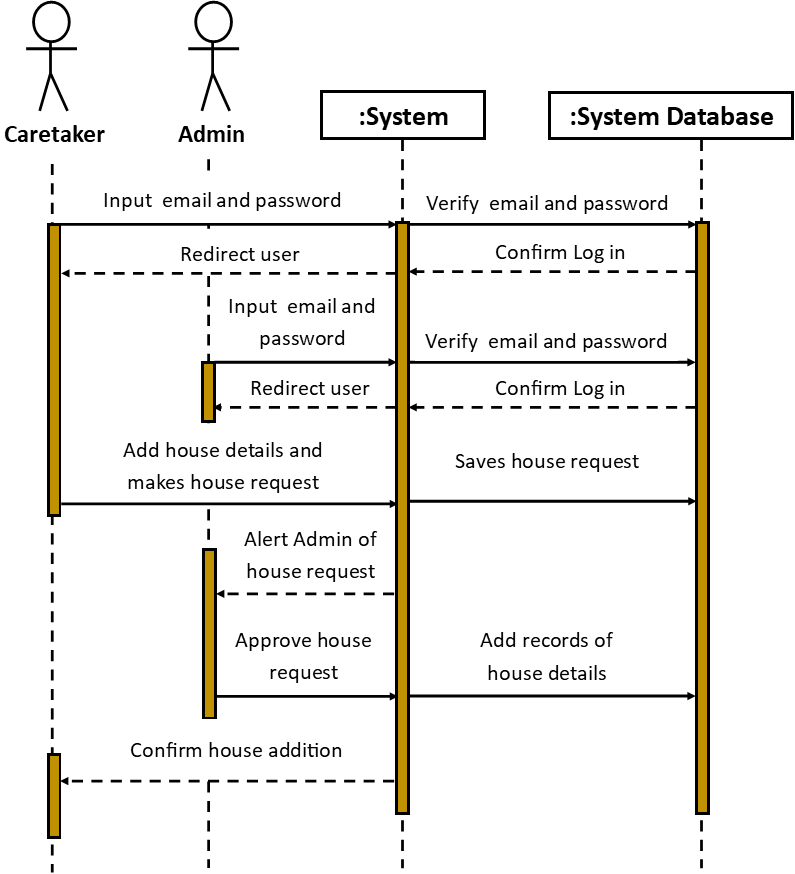 Caretaker
Admin
:System
:System Database
Input email and password
Verify email and password
Redirect user
Confirm Log in
Input email and
password
Verify email and password
Redirect user
Confirm Log in
Add house details and
makes house request
Saves house request
Alert Admin of
house request
Approve house
request
Add records of
house details
Confirm house addition